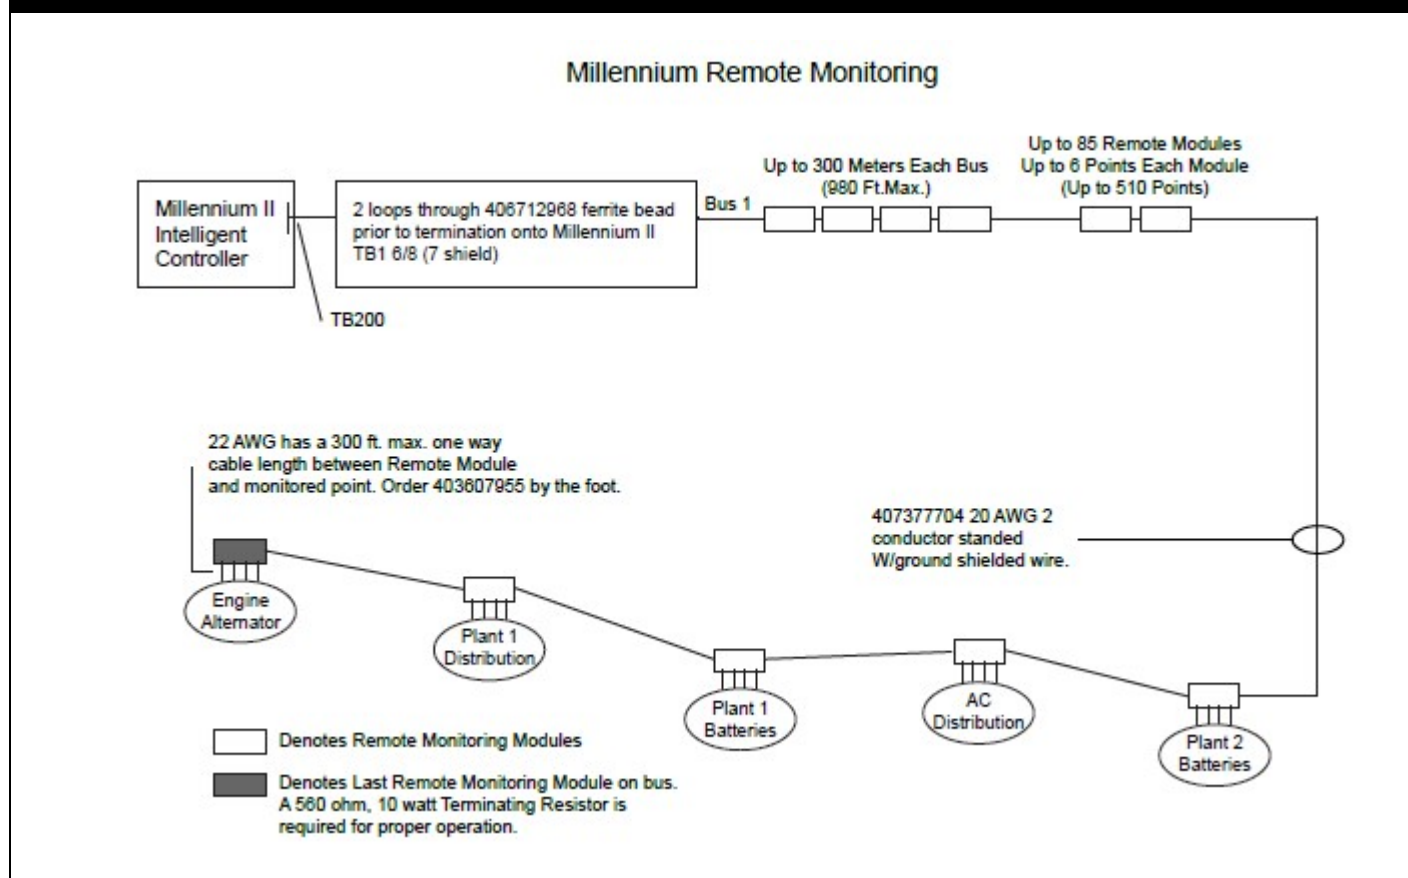 Millennium Remote Monitoring
Up to 85 Remote Modules
Up to 6 Points Each Module
(Up to 510 Points)
Up to 300 Meters Each Bus
(980 Ft.Max.)
Millennium II
Intelligent
Controller
2 loops through 406712968 ferrite bead
prior to termination onto Millennium II
TB1 6/8 (7 shield)
Bus 1
TB200
22 AWG has a 300 ft. max. one way
cable length between Remote Module
and monitored point. Order 403607955 by the foot.
407377704 20 AWG 2
conductor standed
W/ground shielded wire.
Engine
Alternator
Plant 1
Distribution
Plant 1
Batteries
AC
Distribution
Plant 2
Batteries
Denotes Remote Monitoring Modules
Denotes Last Remote Monitoring Module on bus.
A 560 ohm, 10 watt Terminating Resistor is
required for proper operation.